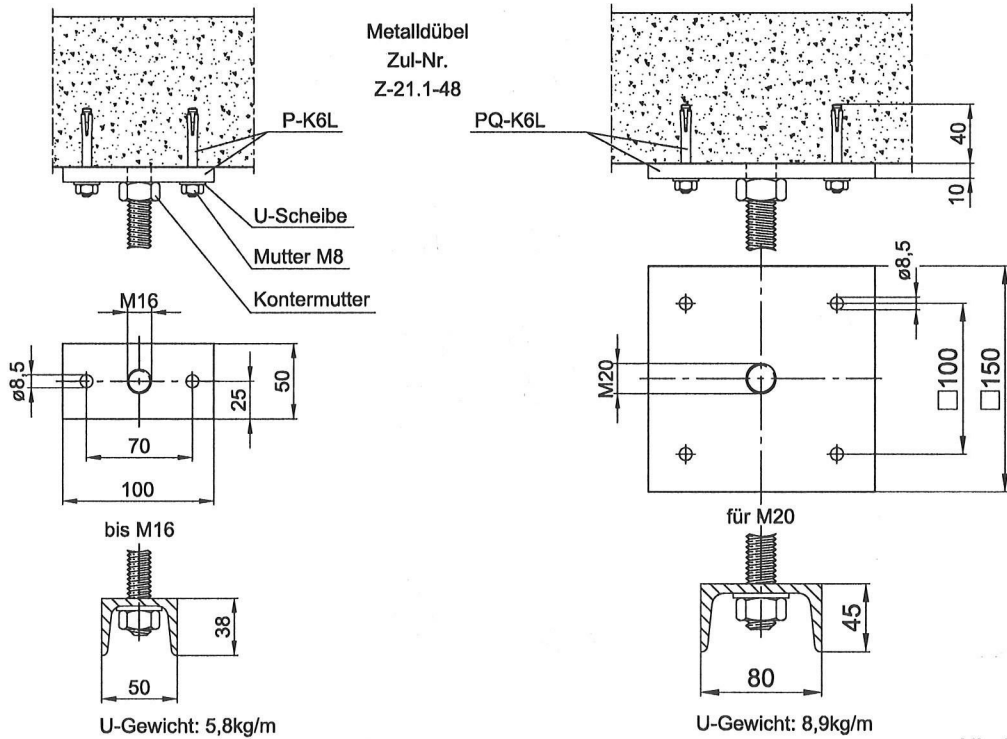 Metalldübel
Zul-Nr.
Z-21.1-48
P-K6L
PQ-K6L
40
10
U-Scheibe
Mutter M8
Kontermutter
M16
ø8,5
50
25
70
100
ø8,5
M20
□100
□150
bis M16
für M20
38
50
45
80
U-Gewicht: 5,8kg/m
U-Gewicht: 8,9kg/m